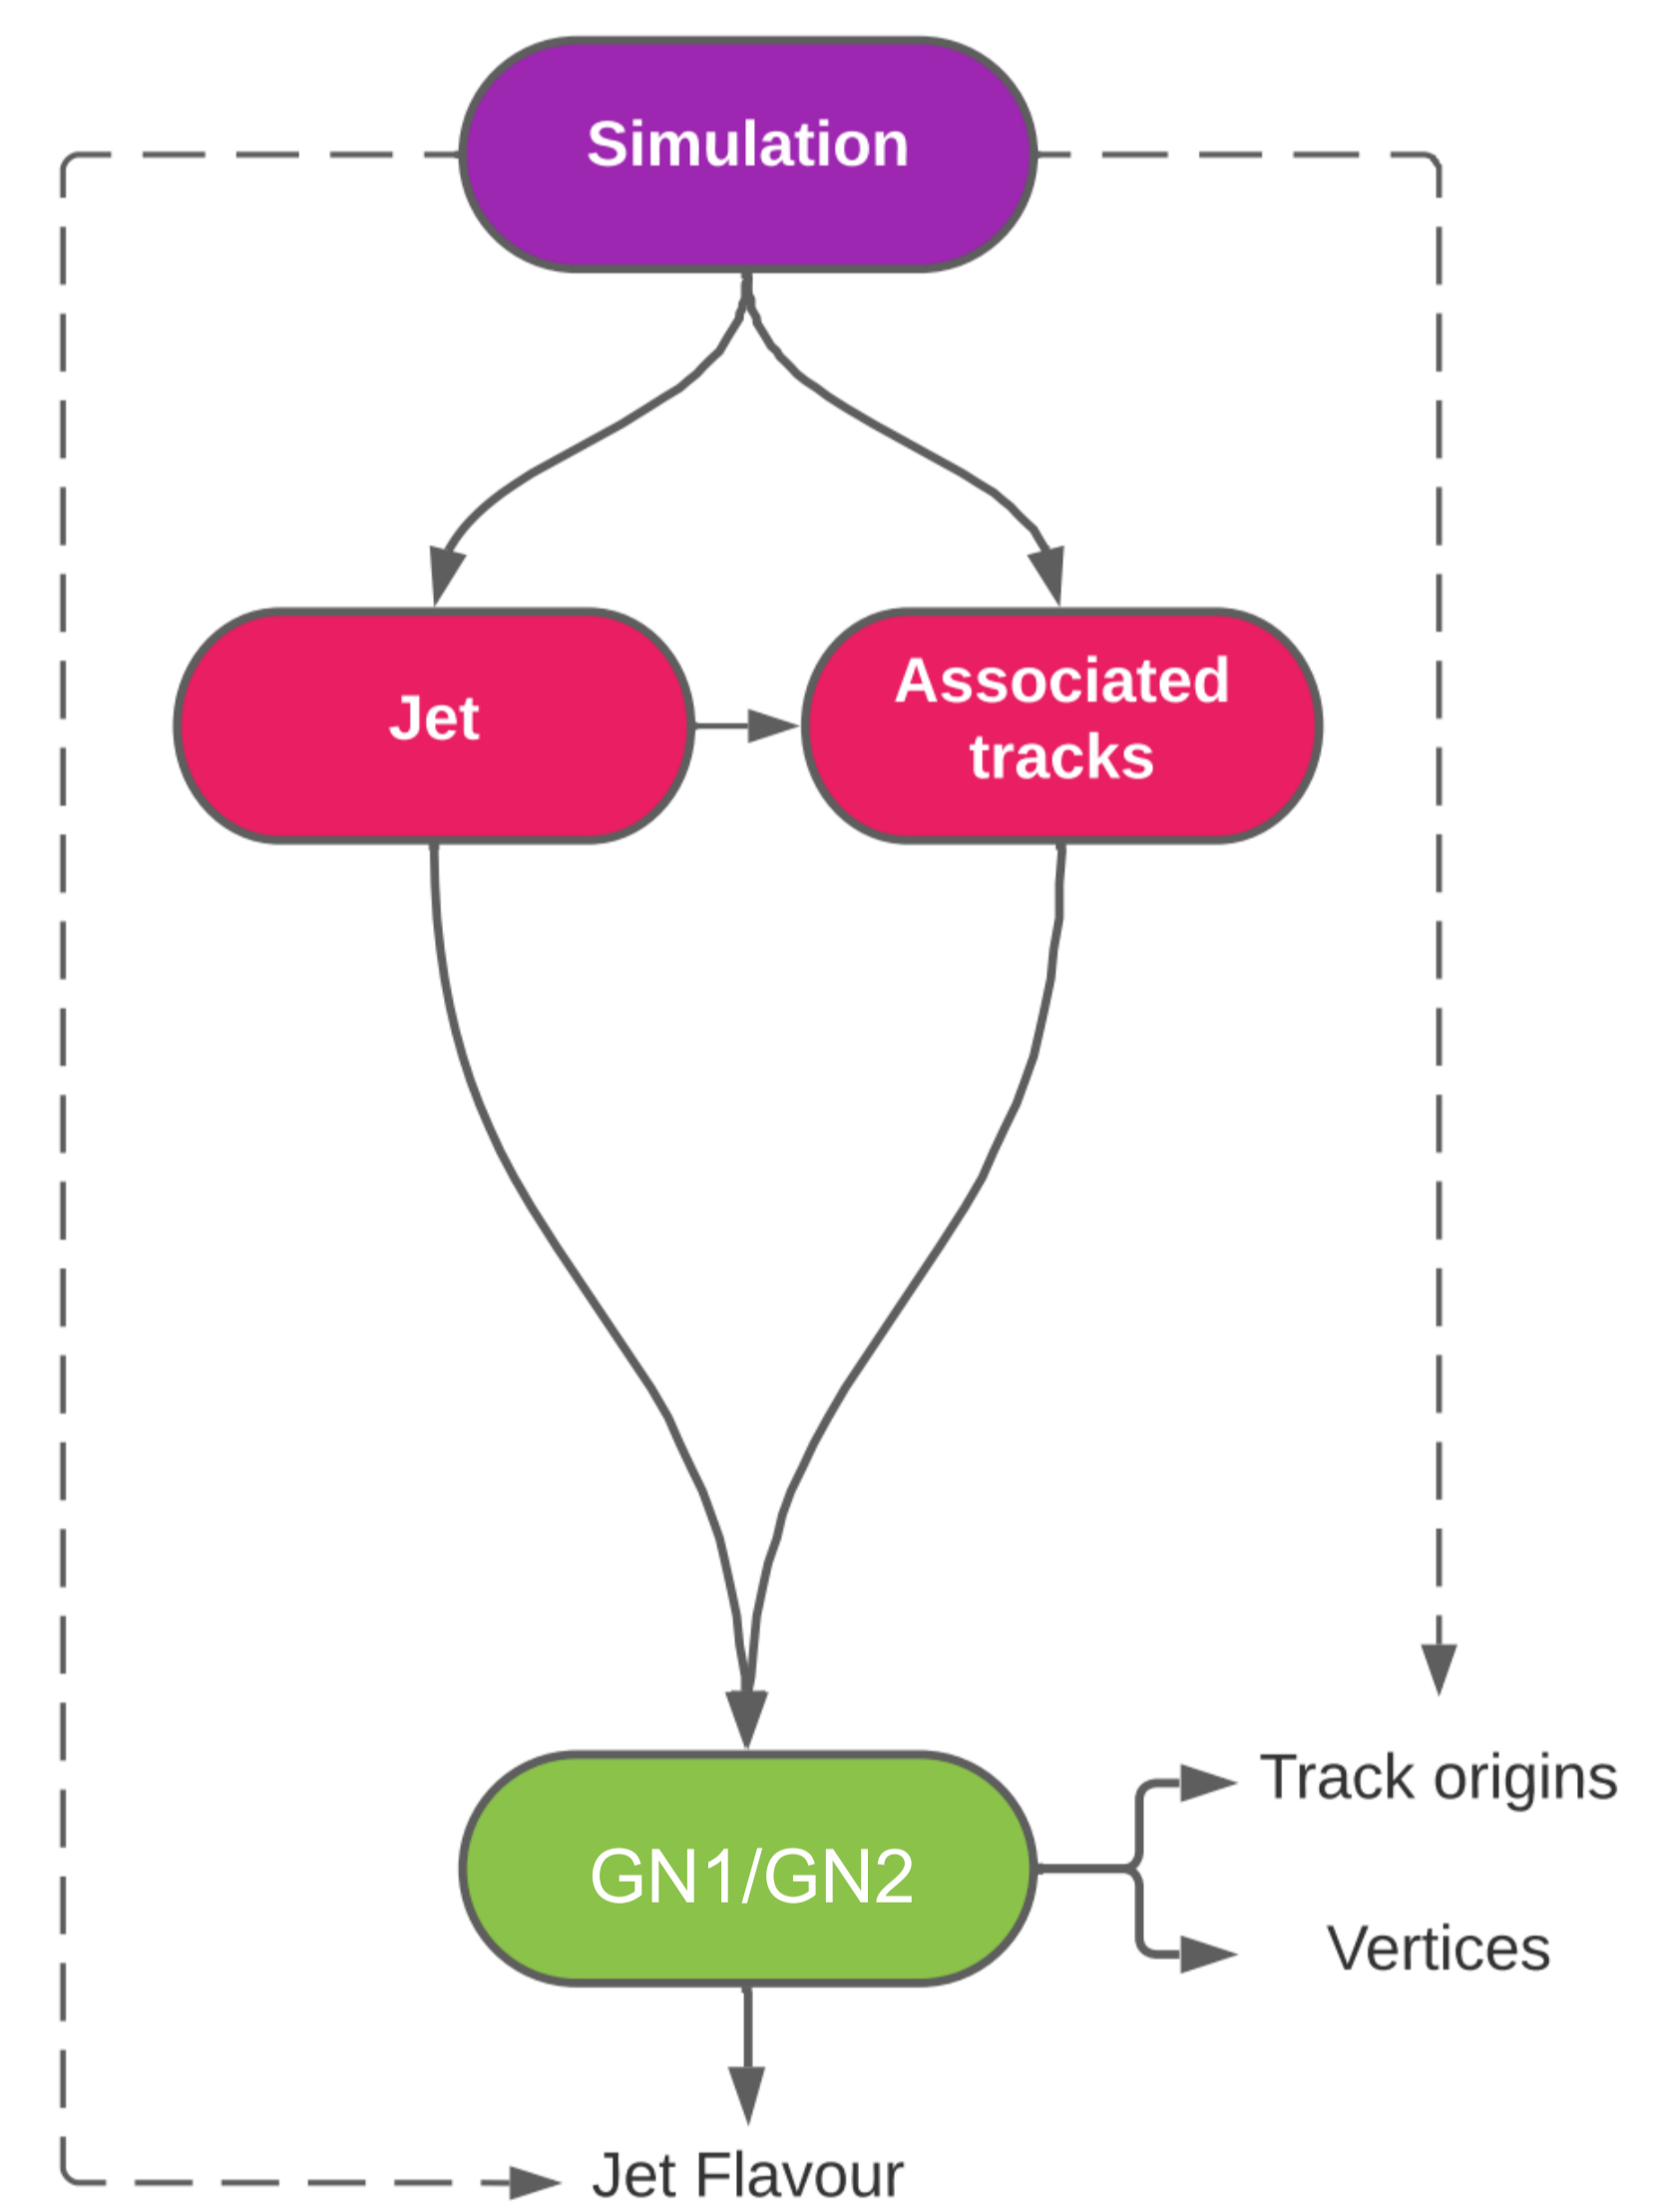 Simulation
Jet
Associated
tracks
GN1/GN2
Track origins
Vertices
Jet Flavour